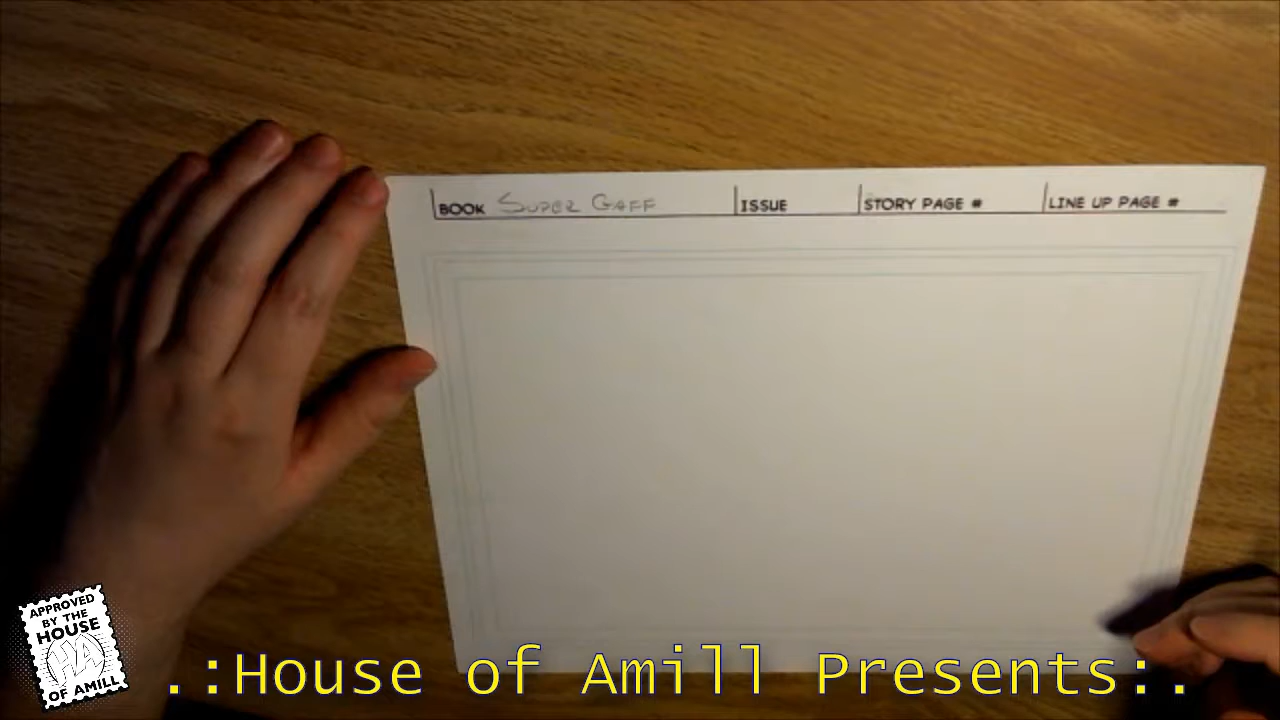 BOOK SUPER GAFF ISSUE STORY PAGE # LINE UP PAGE #
APPROVED
BY THE
HOUSE
HA
OF AMILL
.:House of Amill Presents:.